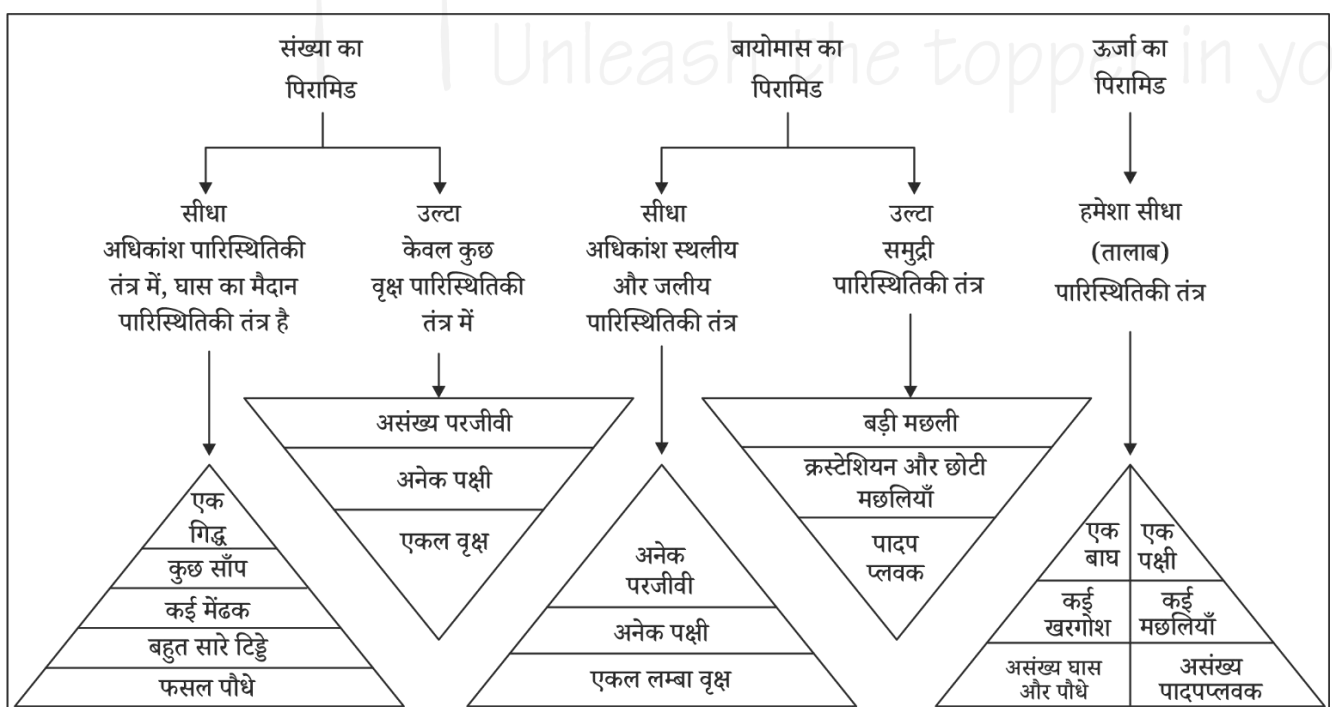 Unleash the topper in yo
संख्या का
पिरामिड
बायोमास का
पिरामिड
ऊर्जा का
पिरामिड
सीधा
अधिकांश पारिस्थितिकी
तंत्र में, घास का मैदान
पारिस्थितिकी तंत्र है
उल्टा
केवल कुछ
वृक्ष पारिस्थितिकी
तंत्र में
सीधा
अधिकांश स्थलीय
और जलीय
पारिस्थितिकी तंत्र
उल्टा
समुद्री
पारिस्थितिकी तंत्र
हमेशा सीधा
(तालाब)
पारिस्थितिकी तंत्र
एक
गिद्ध
कुछ साँप
कई मेंढक
बहुत सारे टिड्डे
फसल पौधे
असंख्य परजीवी
अनेक पक्षी
एकल वृक्ष
अनेक
परजीवी
अनेक पक्षी
एकल लम्बा वृक्ष
बड़ी मछली
क्रस्टेशियन और छोटी
मछलियाँ
पादप
प्लवक
एक
बाघ
एक
पक्षी
कई
खरगोश
कई
मछलियाँ
असंख्य घास
और पौधे
असंख्य
पादपप्लवक